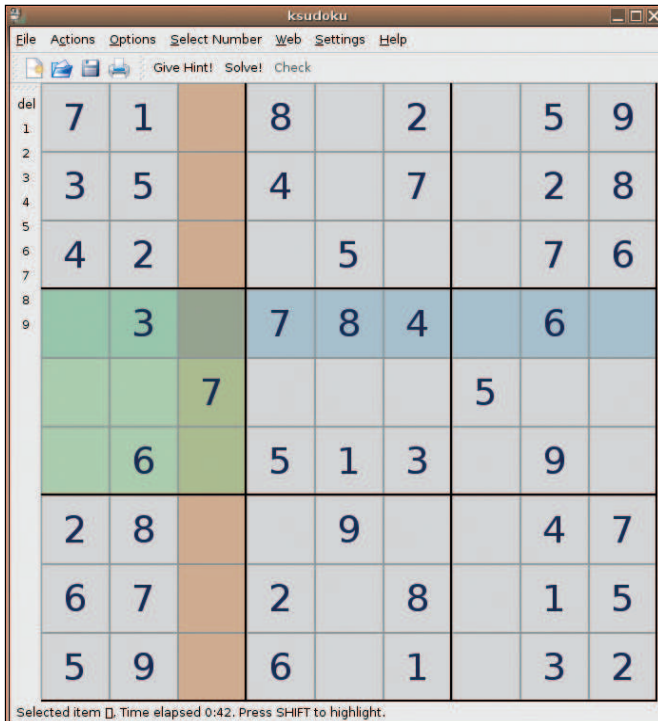 ksudoku
File Actions Options Select Number Web Settings Help
Give Hint! Solve! Check
del
1
2
3
4
5
6
7
8
9
7 1 8 2 5 9
3 5 4 7 2 8
4 2 5 7 6
3 7 8 4 6
7 5
6 5 1 3 9
2 8 9 4 7
6 7 2 8 1 5
5 9 6 1 3 2
Selected item [], Time elapsed 0:42. Press SHIFT to highlight.